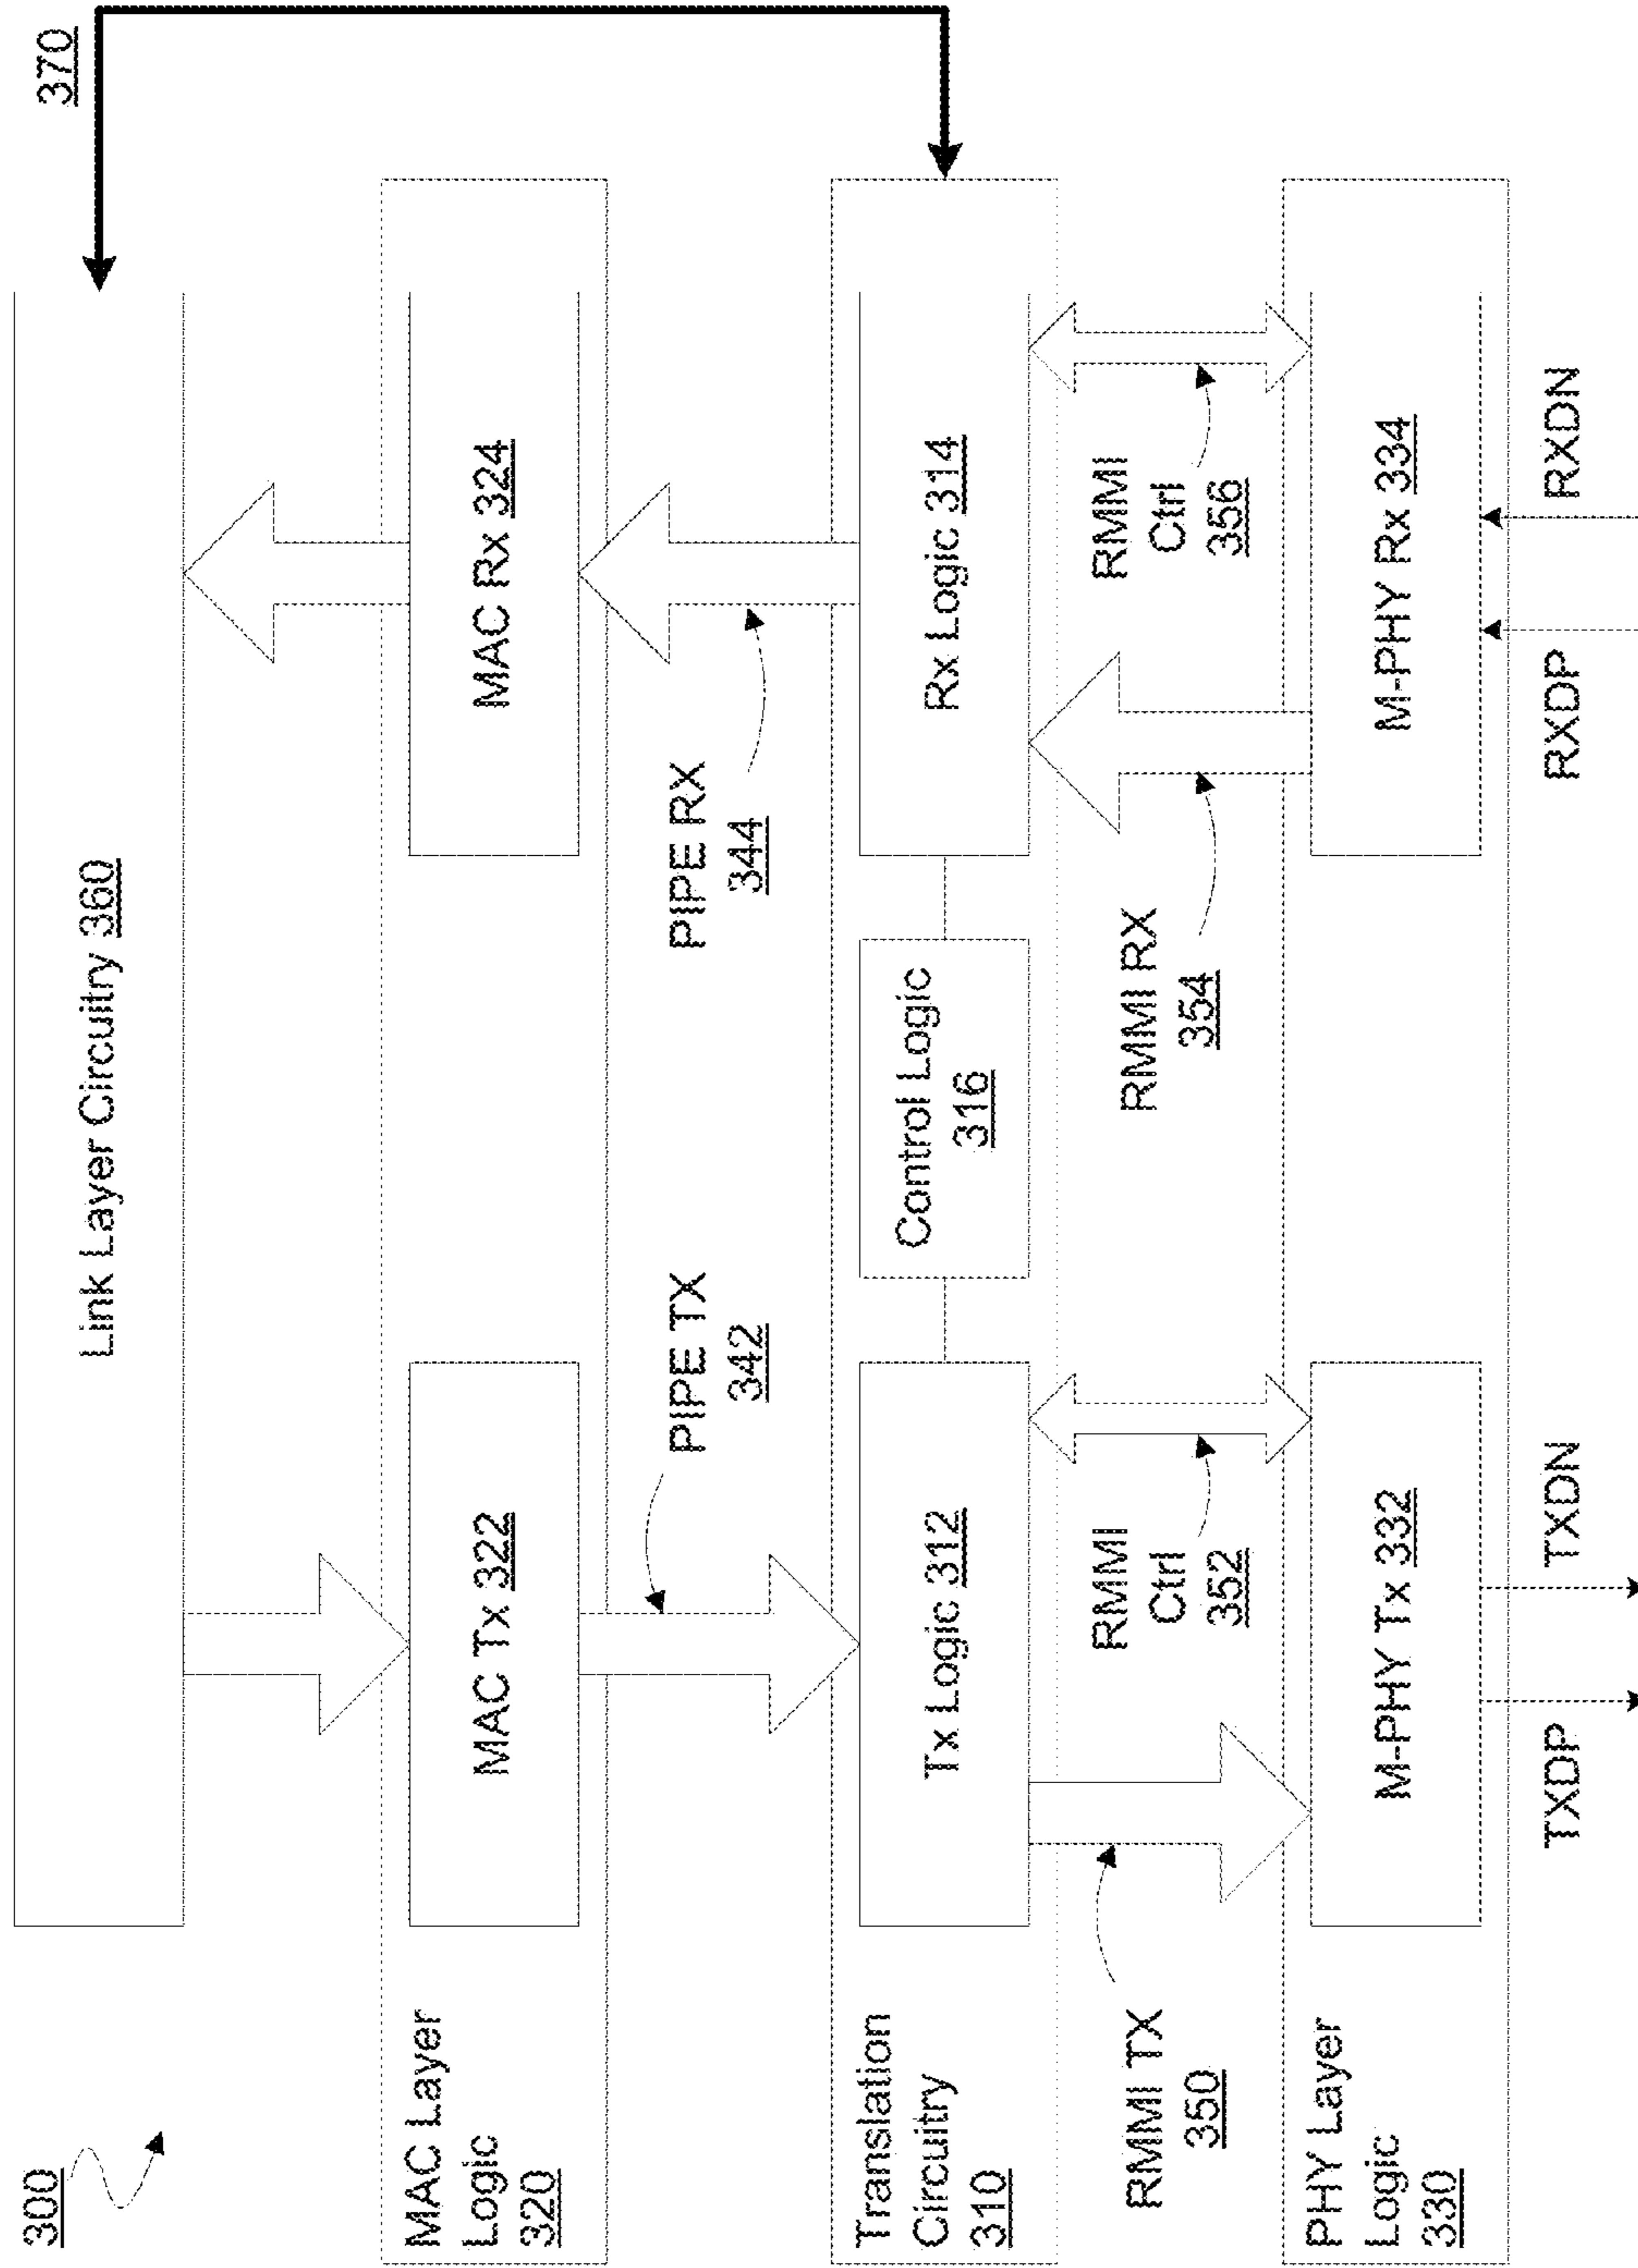 300
370
Link Layer Circuitry 360
MAC Layer
Logic
320
MAC Tx 322
MAC Rx 324
PIPE TX
342
PIPE RX
344
Translation
Circuitry
310
Tx Logic 312
Control Logic
316
Rx Logic 314
RMMI TX
350
RMMI
Ctrl
352
RMMI RX
354
RMMI
Ctrl
356
PHY Layer
Logic
330
M-PHY Tx 332
M-PHY Rx 334
TXDP
TXDN
RXDP
RXDN